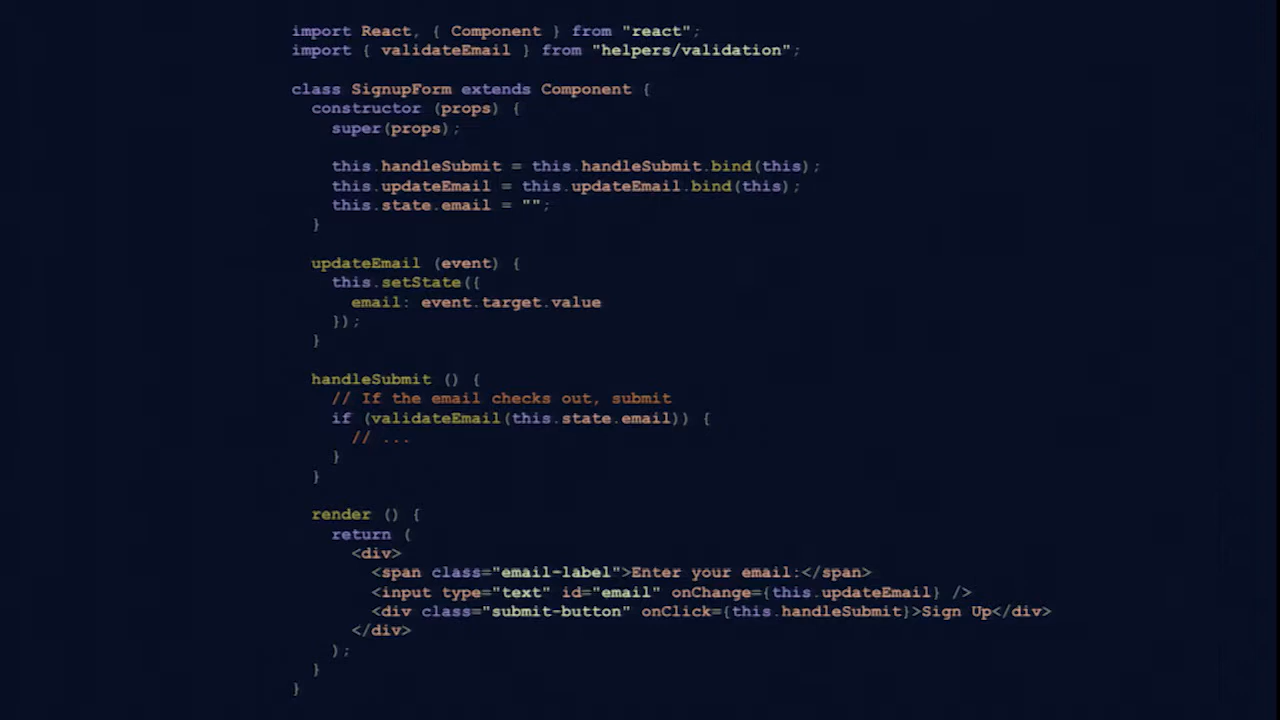 import React, { Component } from "react";
import { validateEmail } from "helpers/validation";

class SignupForm extends Component {
  constructor (props) {
    super(props);

    this.handleSubmit = this.handleSubmit.bind(this);
    this.updateEmail = this.updateEmail.bind(this);
    this.state.email = "";
  }

  updateEmail (event) {
    this.setState({
      email: event.target.value
    });
  }

  handleSubmit () {
    // If the email checks out, submit
    if (validateEmail(this.state.email)) {
      // ...
    }
  }

  render () {
    return (
      <div>
        <span class="email-label">Enter your email:</span>
        <input type="text" id="email" onChange={this.updateEmail} />
        <div class="submit-button" onClick={this.handleSubmit}>Sign Up</div>
      </div>
    );
  }
}